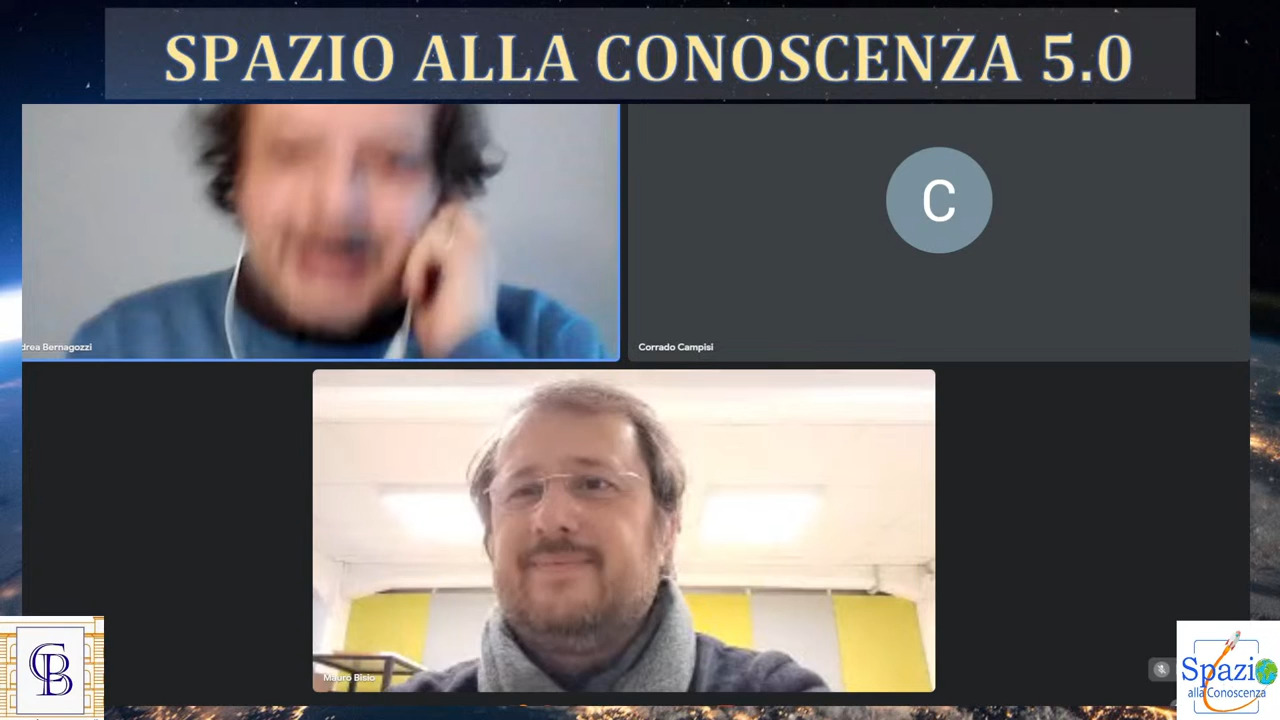 SPAZIO ALLA CONOSCENZA 5.0
C
drea Bernagozzi
Corrado Campisi
Mauro Bisio
CB
Spazio
alla Conoscenza